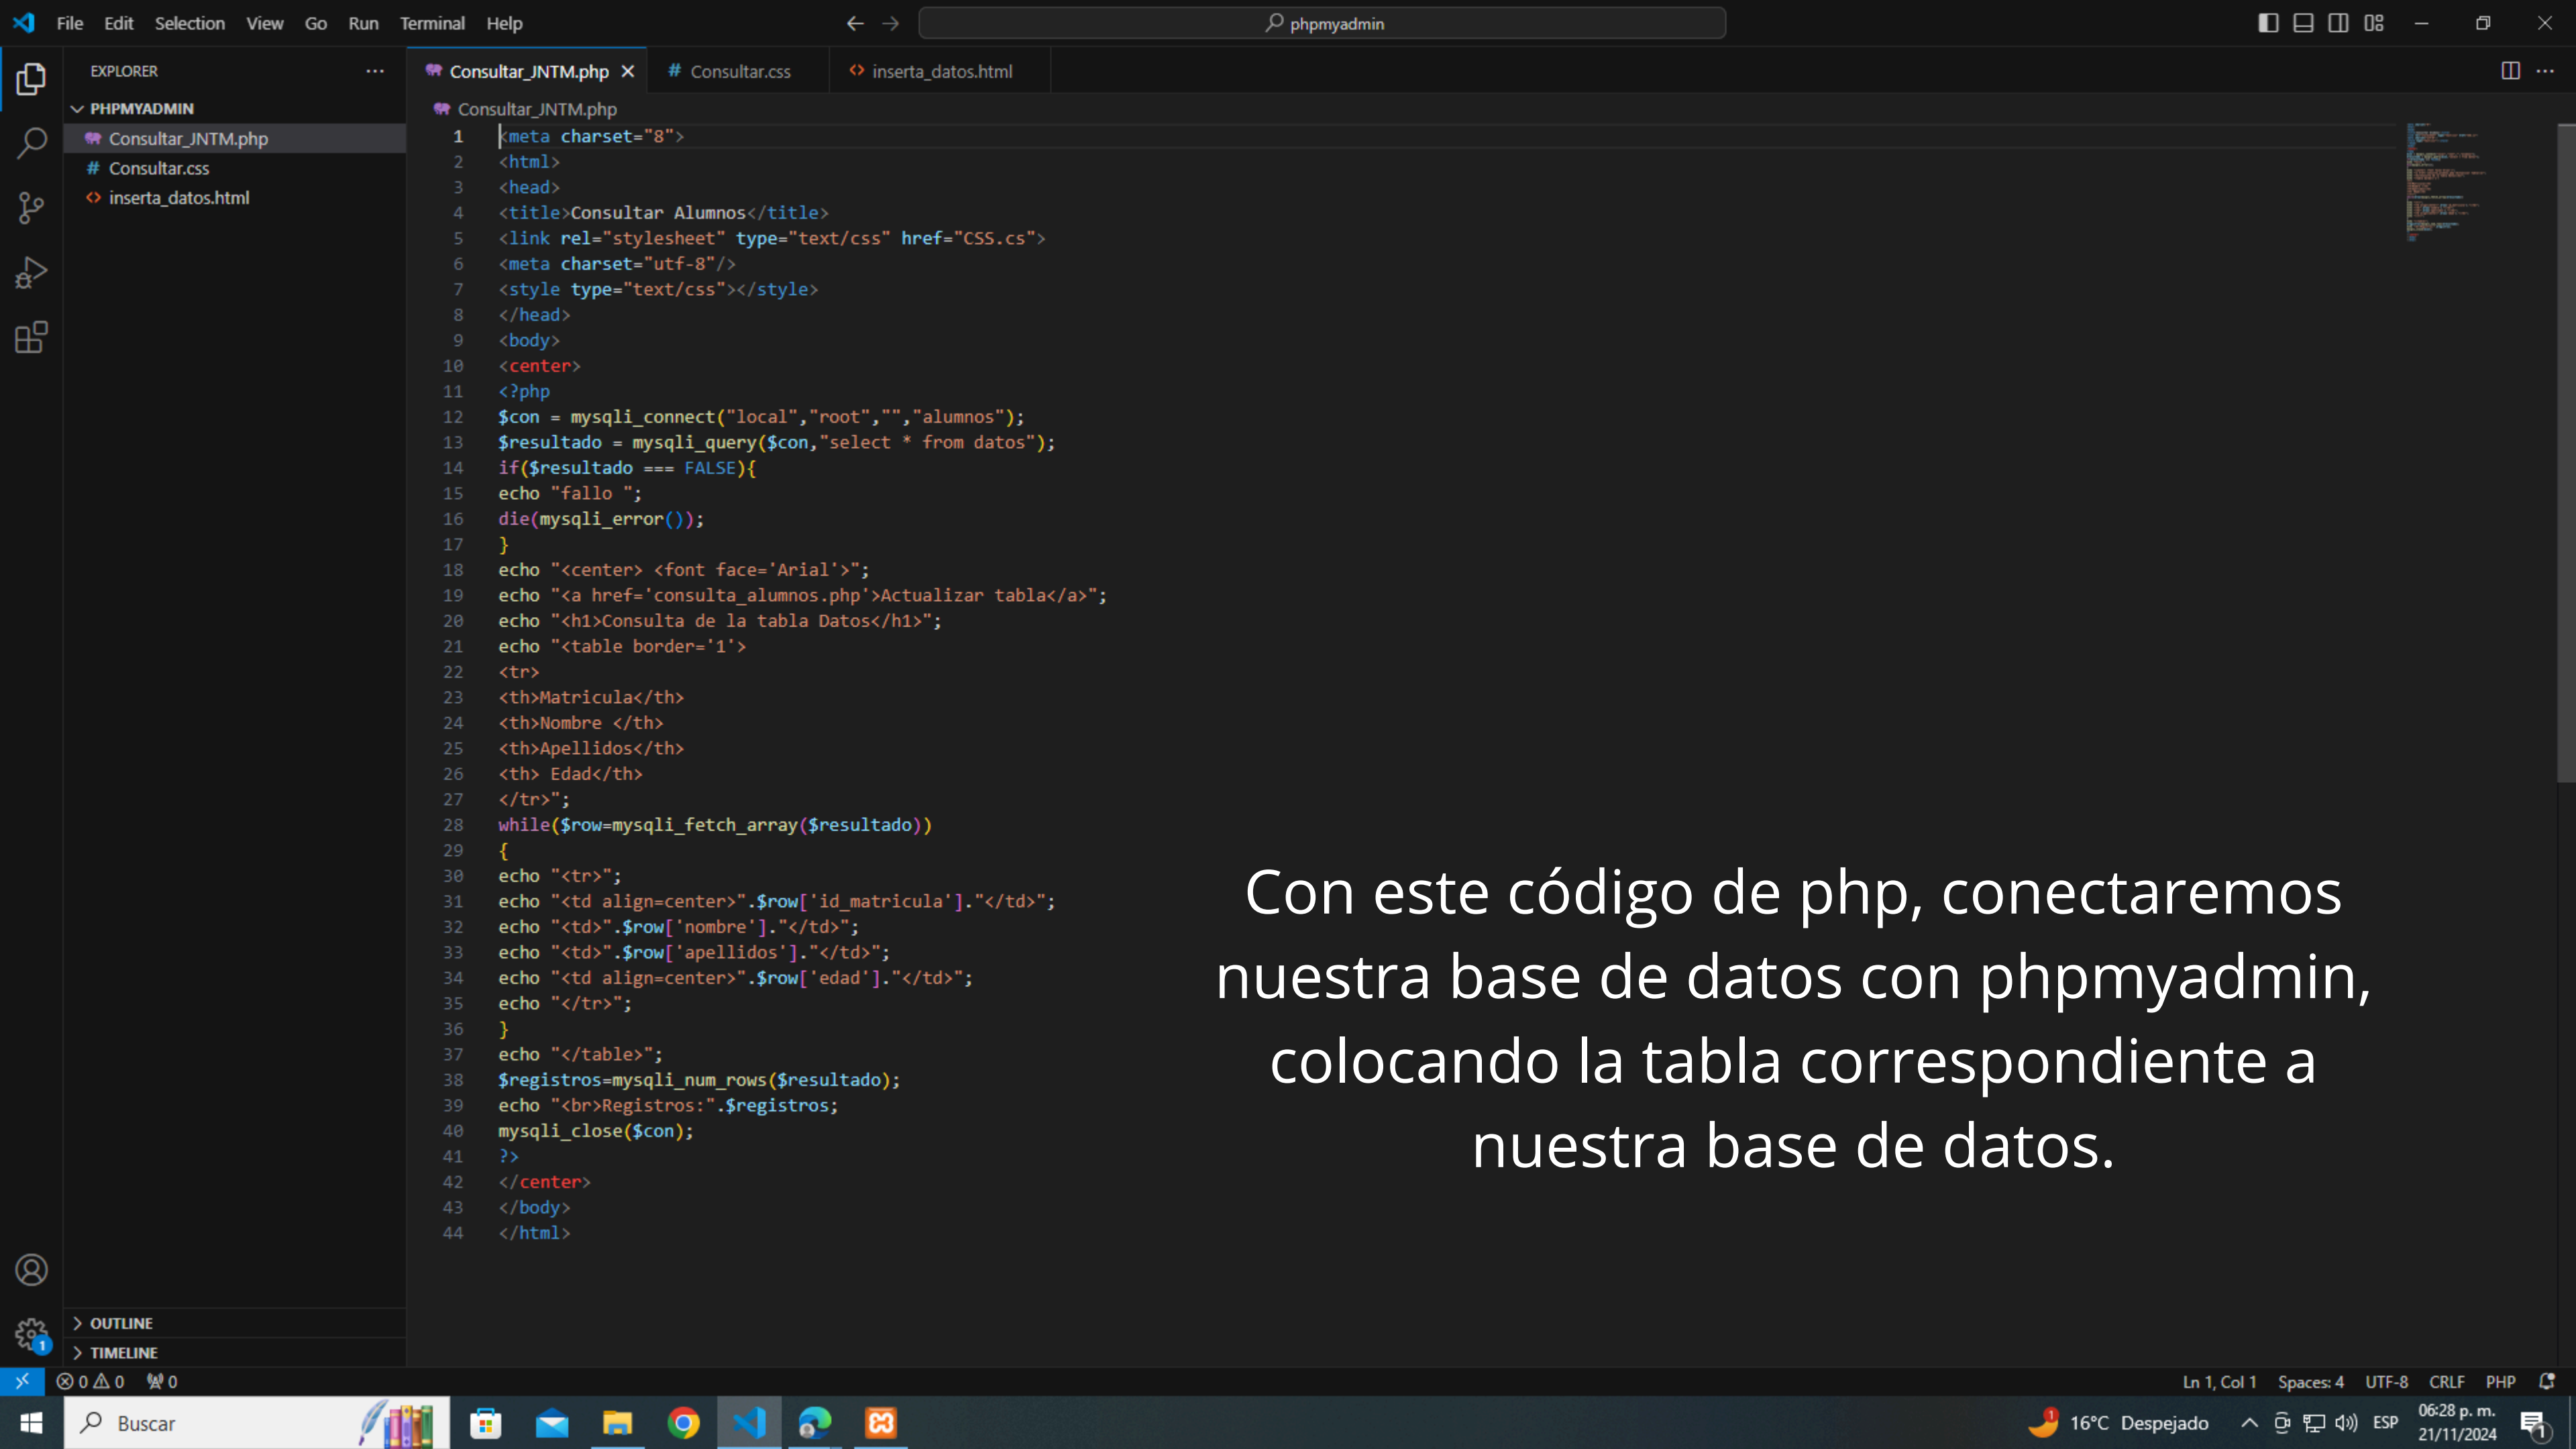 File Edit Selection View Go Run Terminal Help
phpmyadmin
EXPLORER
PHPMYADMIN
Consultar_JNTM.php
Consultar.css
inserta_datos.html
OUTLINE
TIMELINE
Consultar_JNTM.php Consultar.css inserta_datos.html
Consultar_JNTM.php
1 <meta charset="8">
2 <html>
3 <head>
4 <title>Consultar Alumnos</title>
5 <link rel="stylesheet" type="text/css" href="CSS.cs">
6 <meta charset="utf-8"/>
7 <style type="text/css"></style>
8 </head>
9 <body>
10 <center>
11 <?php
12 $con = mysqli_connect("local","root","","alumnos");
13 $resultado = mysqli_query($con,"select * from datos");
14 if($resultado === FALSE){
15 echo "fallo ";
16 die(mysqli_error());
17 }
18 echo "<center> <font face='Arial'>";
19 echo "<a href='consulta_alumnos.php'>Actualizar tabla</a>";
20 echo "<h1>Consulta de la tabla Datos</h1>";
21 echo "<table border='1'>
22 <tr>
23 <th>Matricula</th>
24 <th>Nombre </th>
25 <th>Apellidos</th>
26 <th> Edad</th>
27 </tr>";
28 while($row=mysqli_fetch_array($resultado))
29 {
30 echo "<tr>";
31 echo "<td align=center>".$row['id_matricula']."</td>";
32 echo "<td>".$row['nombre']."</td>";
33 echo "<td>".$row['apellidos']."</td>";
34 echo "<td align=center>".$row['edad']."</td>";
35 echo "</tr>";
36 }
37 echo "</table>";
38 $registros=mysqli_num_rows($resultado);
39 echo "<br>Registros:".$registros;
40 mysqli_close($con);
41 ?>
42 </center>
43 </body>
44 </html>
Con este código de php, conectaremos
nuestra base de datos con phpmyadmin,
colocando la tabla correspondiente a
nuestra base de datos.
1
0 0 0
Ln 1, Col 1 Spaces: 4 UTF-8 CRLF PHP
Buscar
1 16°C Despejado ESP 06:28 p. m.
21/11/2024
1